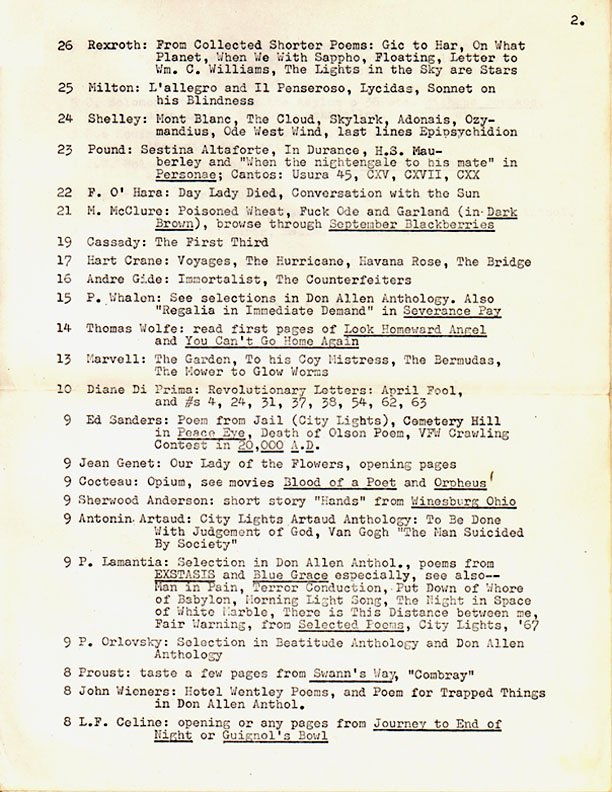 2.
26 Rexroth: From Collected Shorter Poems: Gic to Har, On What
Planet, When We With Sappho, Floating, Letter to
Wm. C. Williams, The Lights in the Sky are Stars
25 Milton: L'allegro and Il Penseroso, Lycidas, Sonnet on
his Blindness
24 Shelley: Mont Blanc, The Cloud, Skylark, Adonais, Ozy-
mandius, Ode West Wind, last lines Epipsychidion
23 Pound: Sestina Altaforte, In Durance, H.S. Mau-
berley and "When the nightengale to his mate" in
Personae; Cantos: Usura 45, CXV, CXVII, CXX
22 F. O' Hara: Day Lady Died, Conversation with the Sun
21 M. McClure: Poisoned Wheat, Fuck Ode and Garland (in Dark
Brown), browse through September Blackberries
19 Cassady: The First Third
17 Hart Crane: Voyages, The Hurricane, Havana Rose, The Bridge
16 Andre Gide: Immortalist, The Counterfeiters
15 P. Whalon: See selections in Don Allen Anthology. Also
"Regalia in Immediate Demand" in Severance Pay
14 Thomas Wolfe: read first pages of Look Homeward Angel
and You Can't Go Home Again
13 Marvell: The Garden, To his Coy Mistress, The Bermudas,
The Mower to Glow Worms
10 Diane Di Prima: Revolutionary Letters: April Fool,
and #s 4, 24, 31, 37, 38, 54, 62, 63
9 Ed Sanders: Poem from Jail (City Lights), Cemetery Hill
in Peace Eye, Death of Olson Poem, VFW Crawling
Contest in 20,000 A.D.
9 Jean Genet: Our Lady of the Flowers, opening pages
9 Cocteau: Opium, see movies Blood of a Poet and Orpheus
9 Sherwood Anderson: short story "Hands" from Winesburg Ohio
9 Antonin Artaud: City Lights Artaud Anthology: To Be Done
With Judgement of God, Van Gogh "The Man Suicided
By Society"
9 P. Lamantia: Selection in Don Allen Anthol., poems from
EXSTASIS and Blue Grace especially, see also--
Man in Pain, Terror Conduction, Put Down of Whore
of Babylon, Morning Light Song, The Night in Space
of White Marble, There is This Distance between me,
Fair Warning, from Selected Poems, City Lights, '67
9 P. Orlovsky: Selection in Beatitude Anthology and Don Allen
Anthology
8 Proust: taste a few pages from Swann's Way, "Combray"
8 John Wieners: Hotel Wentley Poems, and Poem for Trapped Things
in Don Allen Anthol.
8 L.F. Celine: opening or any pages from Journey to End of
Night or Guignol's Bowl